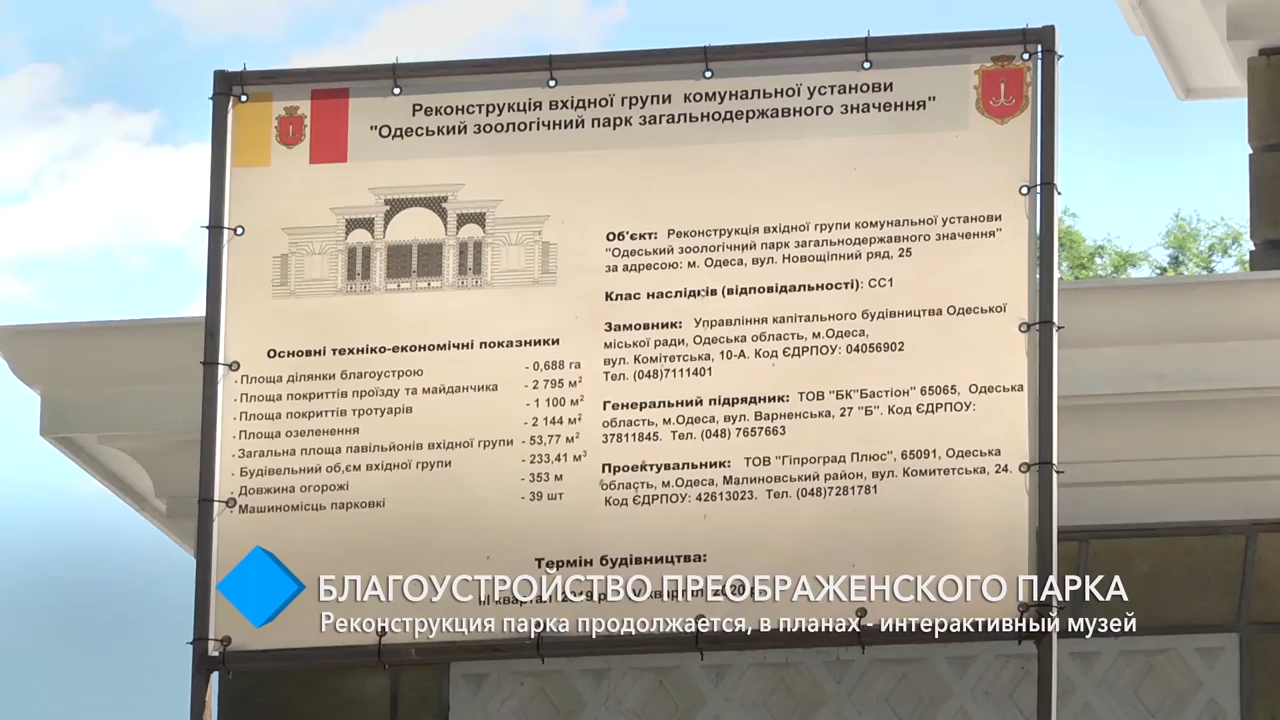 Реконструкція вхідної групи комунальної установи
"Одеський зоологічний парк загальнодержавного значення"
Основні техніко-економічні показники
· Площа ділянки благоустрою - 0,688 га
· Площа покриттів проїзду та майданчика - 2 795 м²
· Площа покриттів тротуарів - 1 100 м²
· Площа озеленення - 2 144 м²
· Загальна площа павільйонів вхідної групи - 53,77 м²
· Будівельний об,єм вхідної групи - 233,41 м³
· Довжина огорожі - 353 м
· Машиномісць парковкі - 39 шт
Об'єкт: Реконструкція вхідної групи комунальної установи
"Одеський зоологічний парк загальнодержавного значення"
за адресою: м. Одеса, вул. Новощіпний ряд, 25
Клас наслідків (відповідальності): СС1
Замовник: Управління капітального будівництва Одеської
міської ради, Одеська область, м.Одеса,
вул. Комітетська, 10-А. Код ЄДРПОУ: 04056902
Тел. (048)7111401
Генеральний підрядник: ТОВ "БК"Бастіон" 65065, Одеська
область, м.Одеса, вул. Варненська, 27 "Б". Код ЄДРПОУ:
37811845. Тел. (048) 7657663
Проектувальник: ТОВ "Гіпроград Плюс", 65091, Одеська
область, м.Одеса, Малиновський район, вул. Комитетська, 24.
Код ЄДРПОУ: 42613023. Тел. (048)7281781
Термін будівництва:
квартал 2019 квартал 2020
БЛАГОУСТРОЙСТВО ПРЕОБРАЖЕНСКОГО ПАРКА
Реконструкция парка продолжается, в планах - интерактивный музей